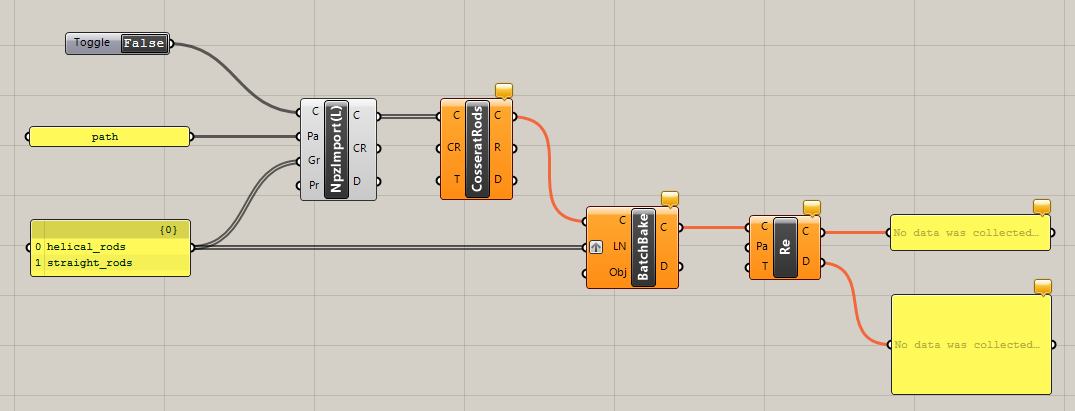 Toggle False
path
{0}
0 helical_rods
1 straight_rods
C
Pa
Gr
Pr
NpzImport(L)
C
CR
D
C
CR
T
CosseratRods
C
R
D
C
LN
Obj
BatchBake
C
D
C
Pa
T
Re
C
D
No data was collected…
No data was collected…